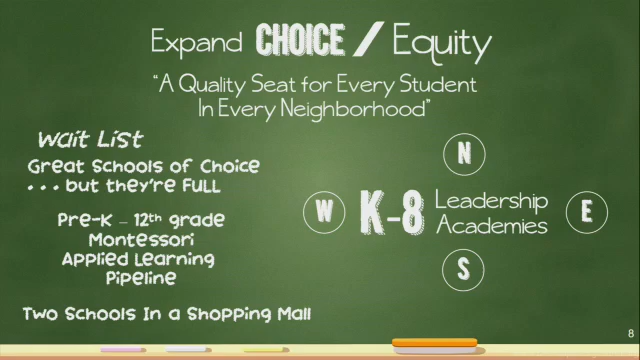 Expand CHOICE / Equity
“A Quality Seat for Every Student
In Every Neighborhood”
Wait List
Great Schools of Choice
. . . but they’re FULL
Pre-K – 12th grade
Montessori
Applied Learning
Pipeline
Two Schools In a Shopping Mall
N
W
K-8 Leadership
Academies
E
S
8